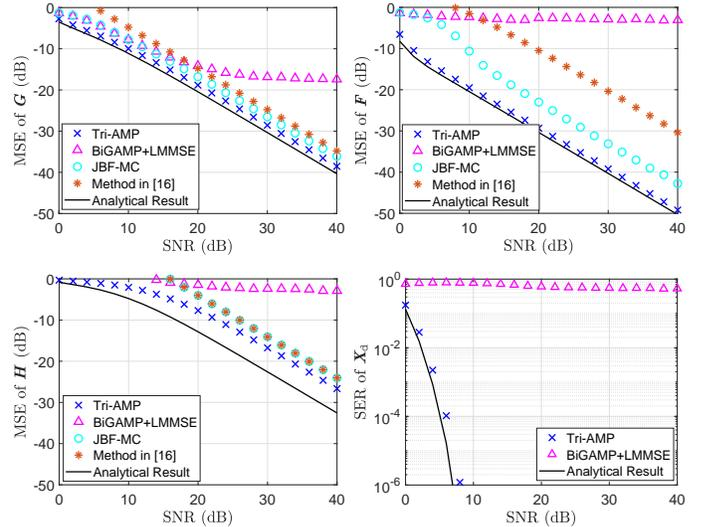 0
-10
-20
-30
-40
-50
MSE of G (dB)
Tri-AMP
BiGAMP+LMMSE
JBF-MC
Method in [16]
Analytical Result
0 10 20 30 40
SNR (dB)
0
-10
-20
-30
-40
-50
MSE of F (dB)
Tri-AMP
BiGAMP+LMMSE
JBF-MC
Method in [16]
Analytical Result
0 10 20 30 40
SNR (dB)
0
-10
-20
-30
-40
-50
MSE of H (dB)
Tri-AMP
BiGAMP+LMMSE
JBF-MC
Method in [16]
Analytical Result
0 10 20 30 40
SNR (dB)
10^0
10^-2
10^-4
10^-6
SER of X_d
Tri-AMP
BiGAMP+LMMSE
Analytical Result
0 10 20 30 40
SNR (dB)